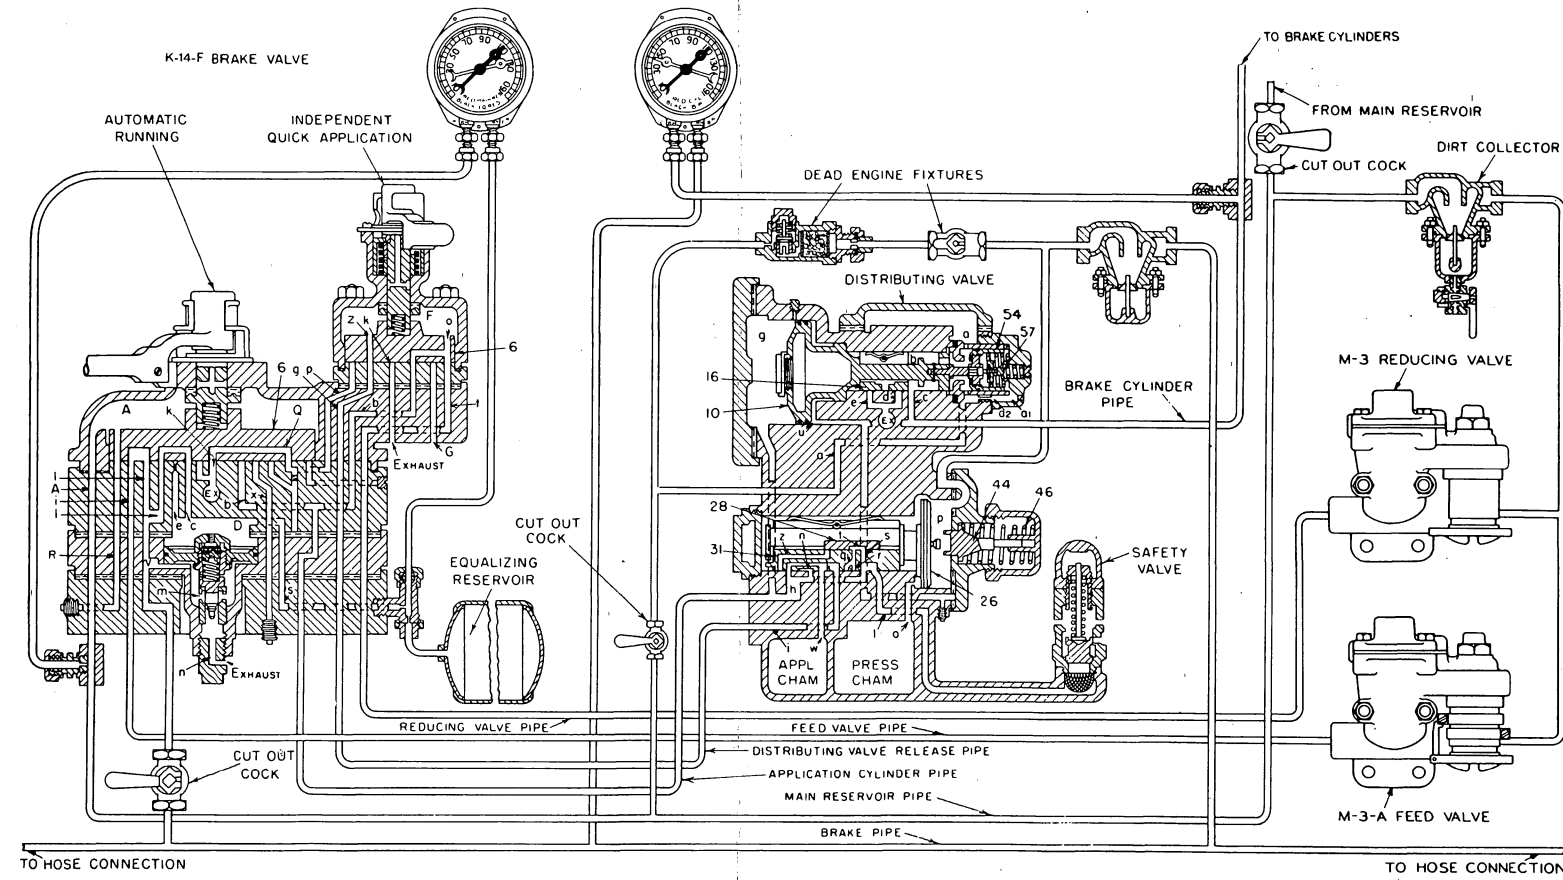 K-14-F BRAKE VALVE
AUTOMATIC
RUNNING
INDEPENDENT
QUICK APPLICATION
TO BRAKE CYLINDERS
FROM MAIN RESERVOIR
CUT OUT COCK
DIRT COLLECTOR
DEAD ENGINE FIXTURES
DISTRIBUTING VALVE
54
57
16
10
g
a
e
d
c
Ex
a2
a1
u
a
BRAKE CYLINDER
PIPE
M-3 REDUCING VALVE
Z k
F
o
6
6 g p
A
k
Q
b
t
G
EXHAUST
I
A
i
I
Ex
b
x
e c
D
R
m
s
n
EXHAUST
EQUALIZING
RESERVOIR
CUT OUT
COCK
28
44
46
p
31
z n
s
h
26
l
o
i
w
APPL
CHAM
PRESS
CHAM
SAFETY
VALVE
REDUCING VALVE PIPE
FEED VALVE PIPE
DISTRIBUTING VALVE RELEASE PIPE
APPLICATION CYLINDER PIPE
MAIN RESERVOIR PIPE
BRAKE PIPE
CUT OUT
COCK
M-3-A FEED VALVE
TO HOSE CONNECTION
TO HOSE CONNECTION